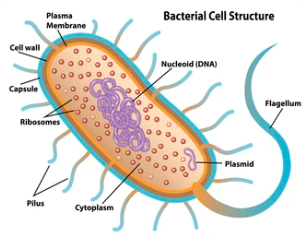 Bacterial Cell Structure
Plasma
Membrane
Cell wall
Capsule
Ribosomes
Pilus
Cytoplasm
Nucleoid (DNA)
Flagellum
Plasmid